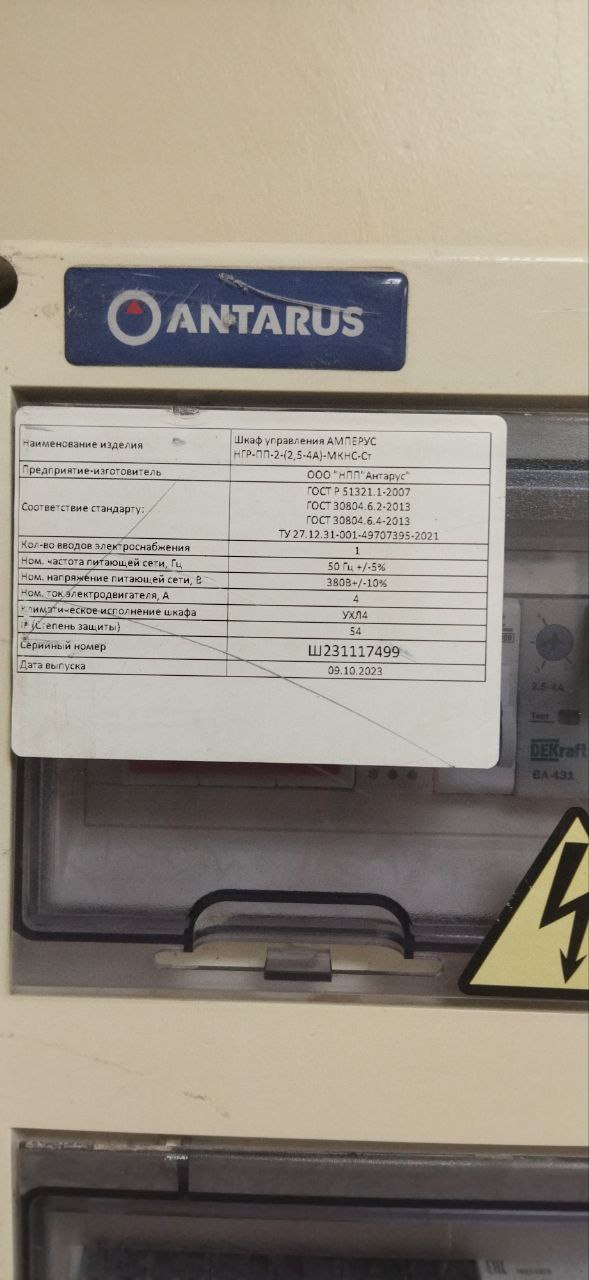 ANTARUS
Наименование изделия
Шкаф управления АМПЕРУС
НГР-ПП-2-(2,5-4А)-МКНС-Ст
Предприятие-изготовитель
ООО "НПП"Антарус"
Соответствие стандарту:
ГОСТ Р 51321.1-2007
ГОСТ 30804.6.2-2013
ГОСТ 30804.6.4-2013
ТУ 27.12.31-001-49707395-2021
Кол-во вводов электроснабжения
1
Ном. частота питающей сети, Гц
50 Гц +/-5%
Ном. напряжение питающей сети, В
380В+/-10%
Ном. ток электродвигателя, А
4
Климатическое исполнение шкафа
УХЛ4
IP (Степень защиты)
54
Серийный номер
Ш231117499
Дата выпуска
09.10.2023
2,5-4А
Тест
DEKraft
ВА-431